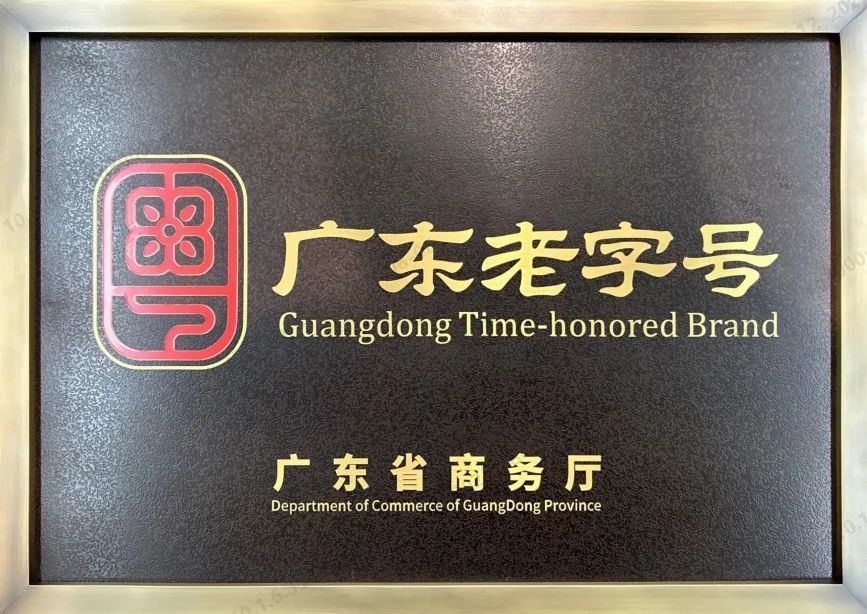 粤
广东老字号
Guangdong Time-honored Brand
广东省商务厅
Department of Commerce of GuangDong Province